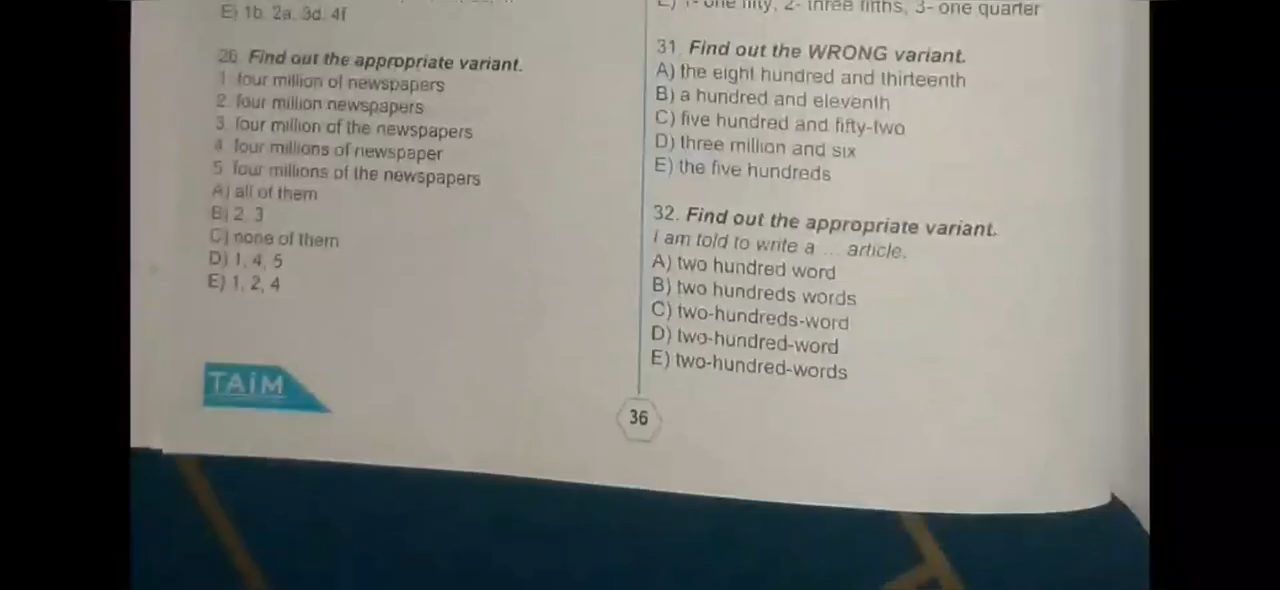 E) 1b, 2a, 3d, 4f
26. Find out the appropriate variant.
1. four million of newspapers
2. four million newspapers
3. four million of the newspapers
4. four millions of newspaper
5. four millions of the newspapers
A) all of them
B) 2, 3
C) none of them
D) 1, 4, 5
E) 1, 2, 4
TAİM
E) 1- one fifty, 2- three fifths, 3- one quarter
31. Find out the WRONG variant.
A) the eight hundred and thirteenth
B) a hundred and eleventh
C) five hundred and fifty-two
D) three million and six
E) the five hundreds
32. Find out the appropriate variant.
I am told to write a ... article.
A) two hundred word
B) two hundreds words
C) two-hundreds-word
D) two-hundred-word
E) two-hundred-words
36